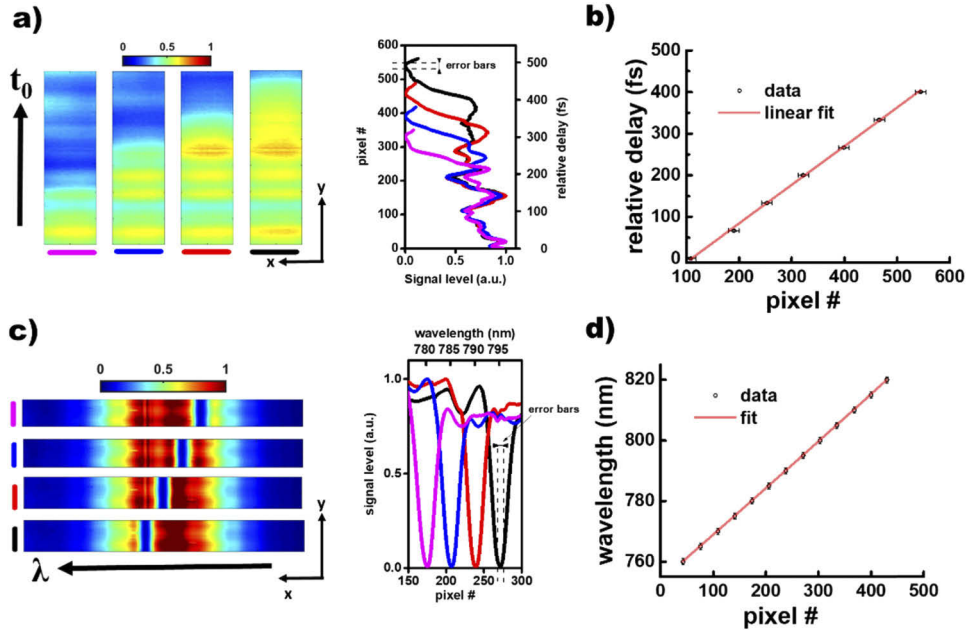 a)
0 0.5 1
t0
y
x
600
500
400
300
200
100
0
pixel #
error bars
500
400
300
200
100
0
relative delay (fs)
0.0 0.5 1.0
Signal level (a.u.)
b)
500
400
300
200
100
0
relative delay (fs)
data
linear fit
100 200 300 400 500 600
pixel #
c)
0 0.5 1
y
λ
x
wavelength (nm)
780 785 790 795
1.0
0.5
0.0
signal level (a.u.)
error bars
150 200 250 300
pixel #
d)
820
800
780
760
wavelength (nm)
data
fit
0 100 200 300 400 500
pixel #